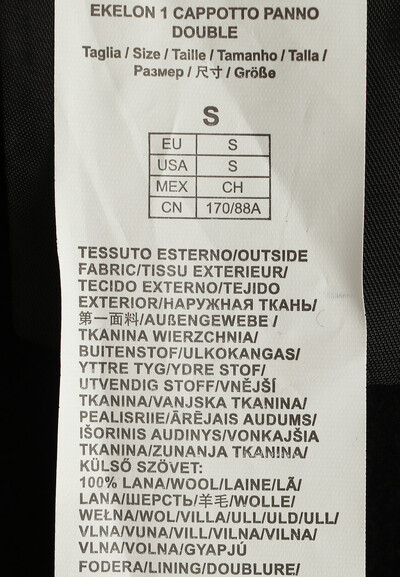 EKELON 1 CAPPOTTO PANNO
DOUBLE
Taglia / Size / Taille / Tamanho / Talla /
Размер / 尺寸 / Größe
S
EU S
USA S
MEX CH
CN 170/88A
TESSUTO ESTERNO/OUTSIDE
FABRIC/TISSU EXTERIEUR/
TECIDO EXTERNO/TEJIDO
EXTERIOR/НАРУЖНАЯ ТКАНЬ/
第一面料/AUßENGEWEBE /
TKANINA WIERZCHNIA/
BUITENSTOF/ULKOKANGAS/
YTTRE TYG/YDRE STOF/
UTVENDIG STOFF/VNĚJŠÍ
TKANINA/VANJSKA TKANINA/
PEALISRIIE/ĀRĒJAIS AUDUMS/
IŠORINIS AUDINYS/VONKAJŠIA
TKANINA/ZUNANJA TKANINA/
KÜLSŐ SZÖVET:
100% LANA/WOOL/LAINE/LÃ/
LANA/ШЕРСТЬ/羊毛/WOLLE/
WEŁNA/WOL/VILLA/ULL/ULD/ULL/
VLNA/VUNA/VILL/VILNA/VILNA/
VLNA/VOLNA/GYAPJÚ
FODERA/LINING/DOUBLURE/